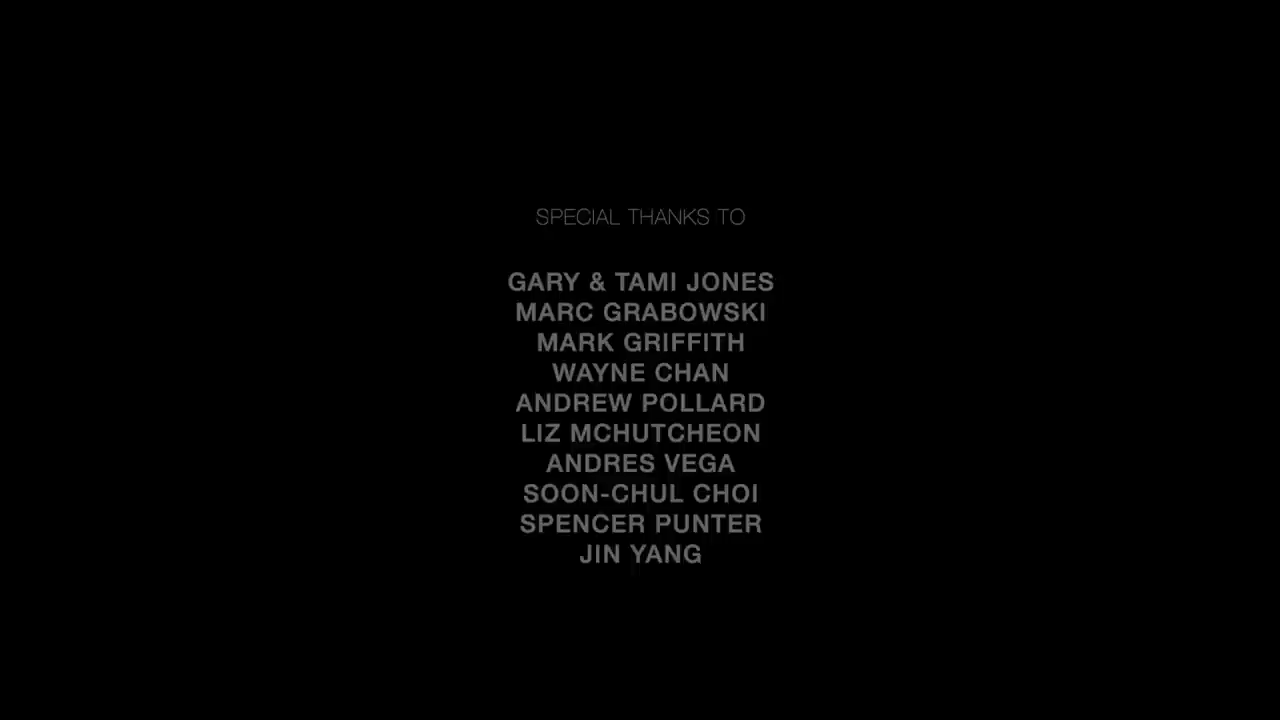 SPECIAL THANKS TO
GARY & TAMI JONES
MARC GRABOWSKI
MARK GRIFFITH
WAYNE CHAN
ANDREW POLLARD
LIZ MCHUTCHEON
ANDRES VEGA
SOON-CHUL CHOI
SPENCER PUNTER
JIN YANG